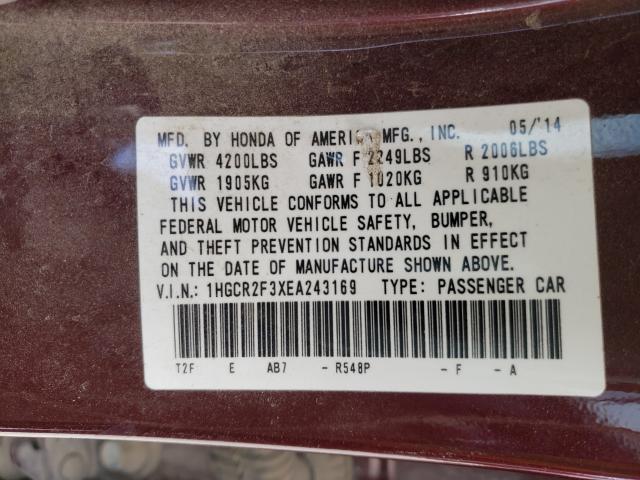 MFD. BY HONDA OF AMERICA MFG., INC. 05/'14
GVWR 4200LBS GAWR F 2249LBS R 2006LBS
GVWR 1905KG GAWR F 1020KG R 910KG
THIS VEHICLE CONFORMS TO ALL APPLICABLE
FEDERAL MOTOR VEHICLE SAFETY, BUMPER,
AND THEFT PREVENTION STANDARDS IN EFFECT
ON THE DATE OF MANUFACTURE SHOWN ABOVE.
V.I.N.: 1HGCR2F3XEA243169 TYPE: PASSENGER CAR
T2F E AB7 - R548P - F - A